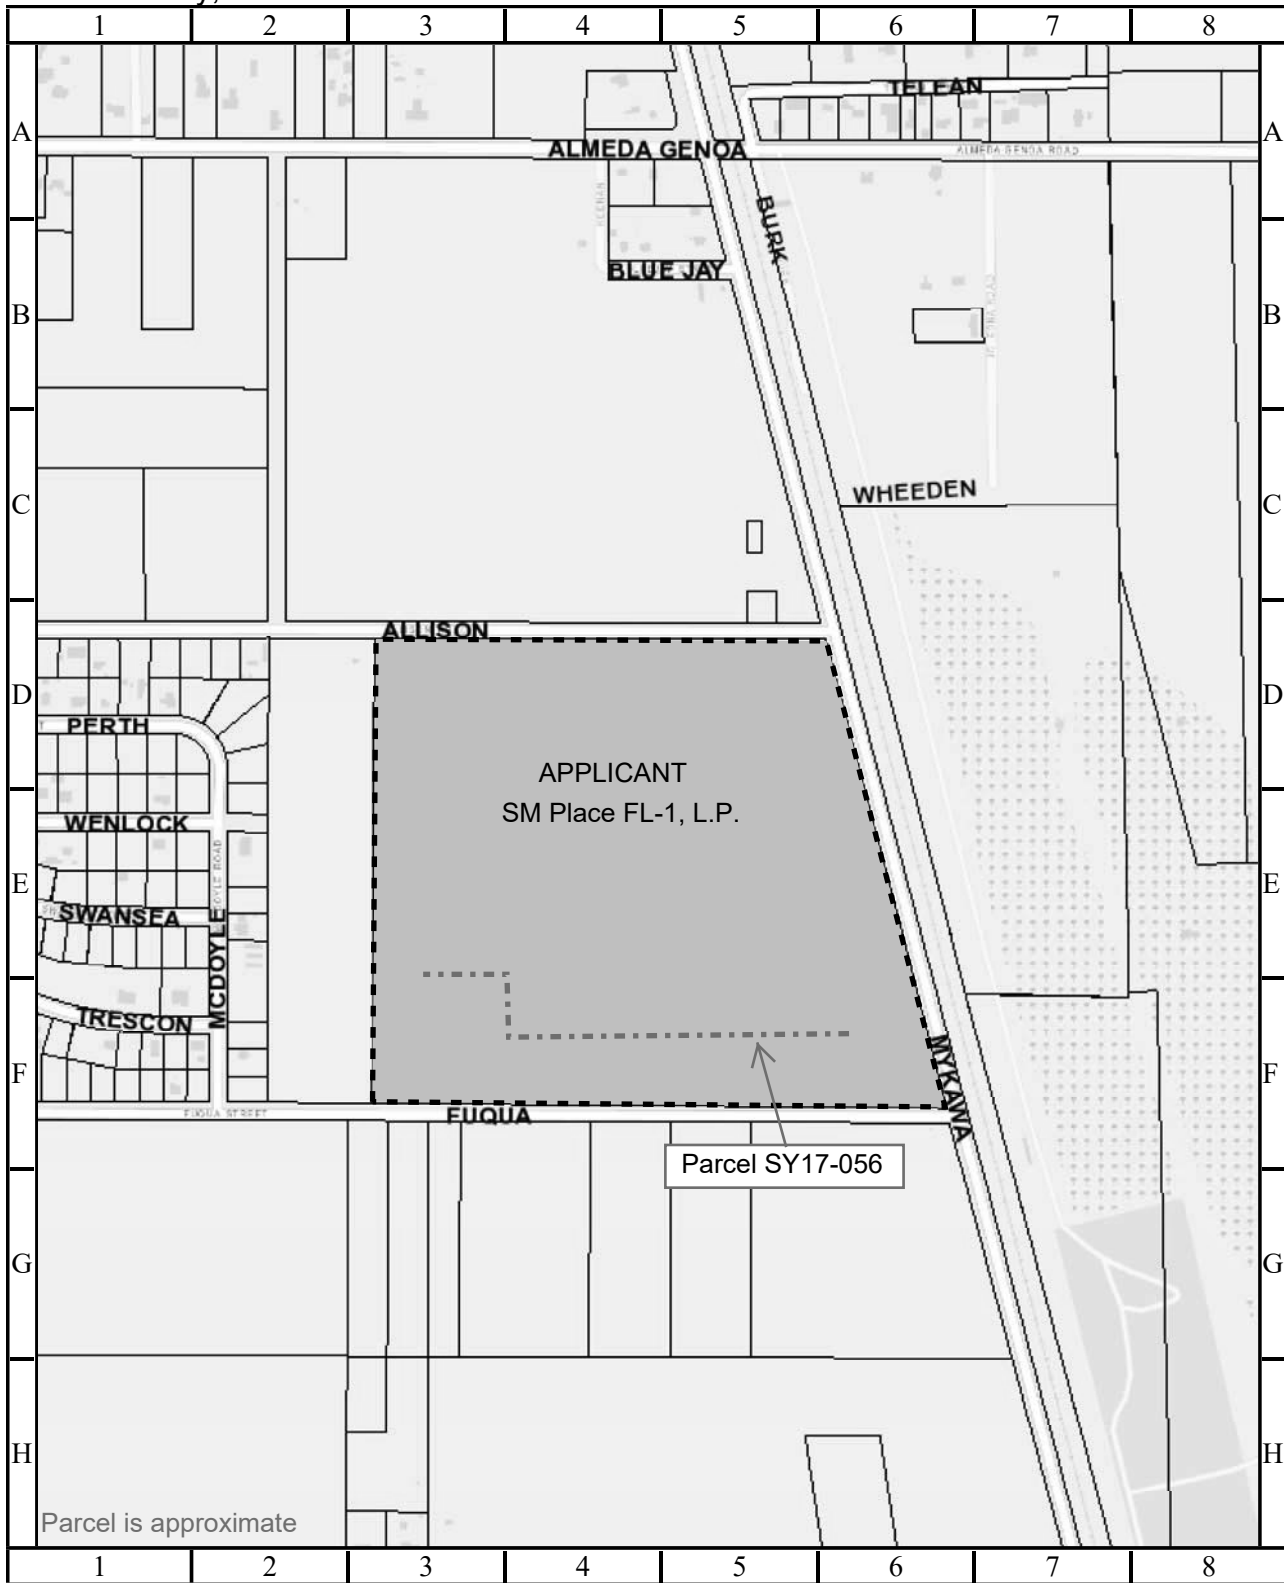 1 2 3 4 5 6 7 8
TELEAN
A A
ALMEDA GENOA
ALMEDA GENOA ROAD
KEENAN
BURK
BLUE JAY
B B
WHEEDEN
C C
ALLISON
D D
PERTH
APPLICANT
SM Place FL-1, L.P.
WENLOCK
MCDOYLE
SWANSEA
E E
TRESCON
MYKAWA
F F
FUQUA STREET
FUQUA
Parcel SY17-056
G G
H H
Parcel is approximate
1 2 3 4 5 6 7 8